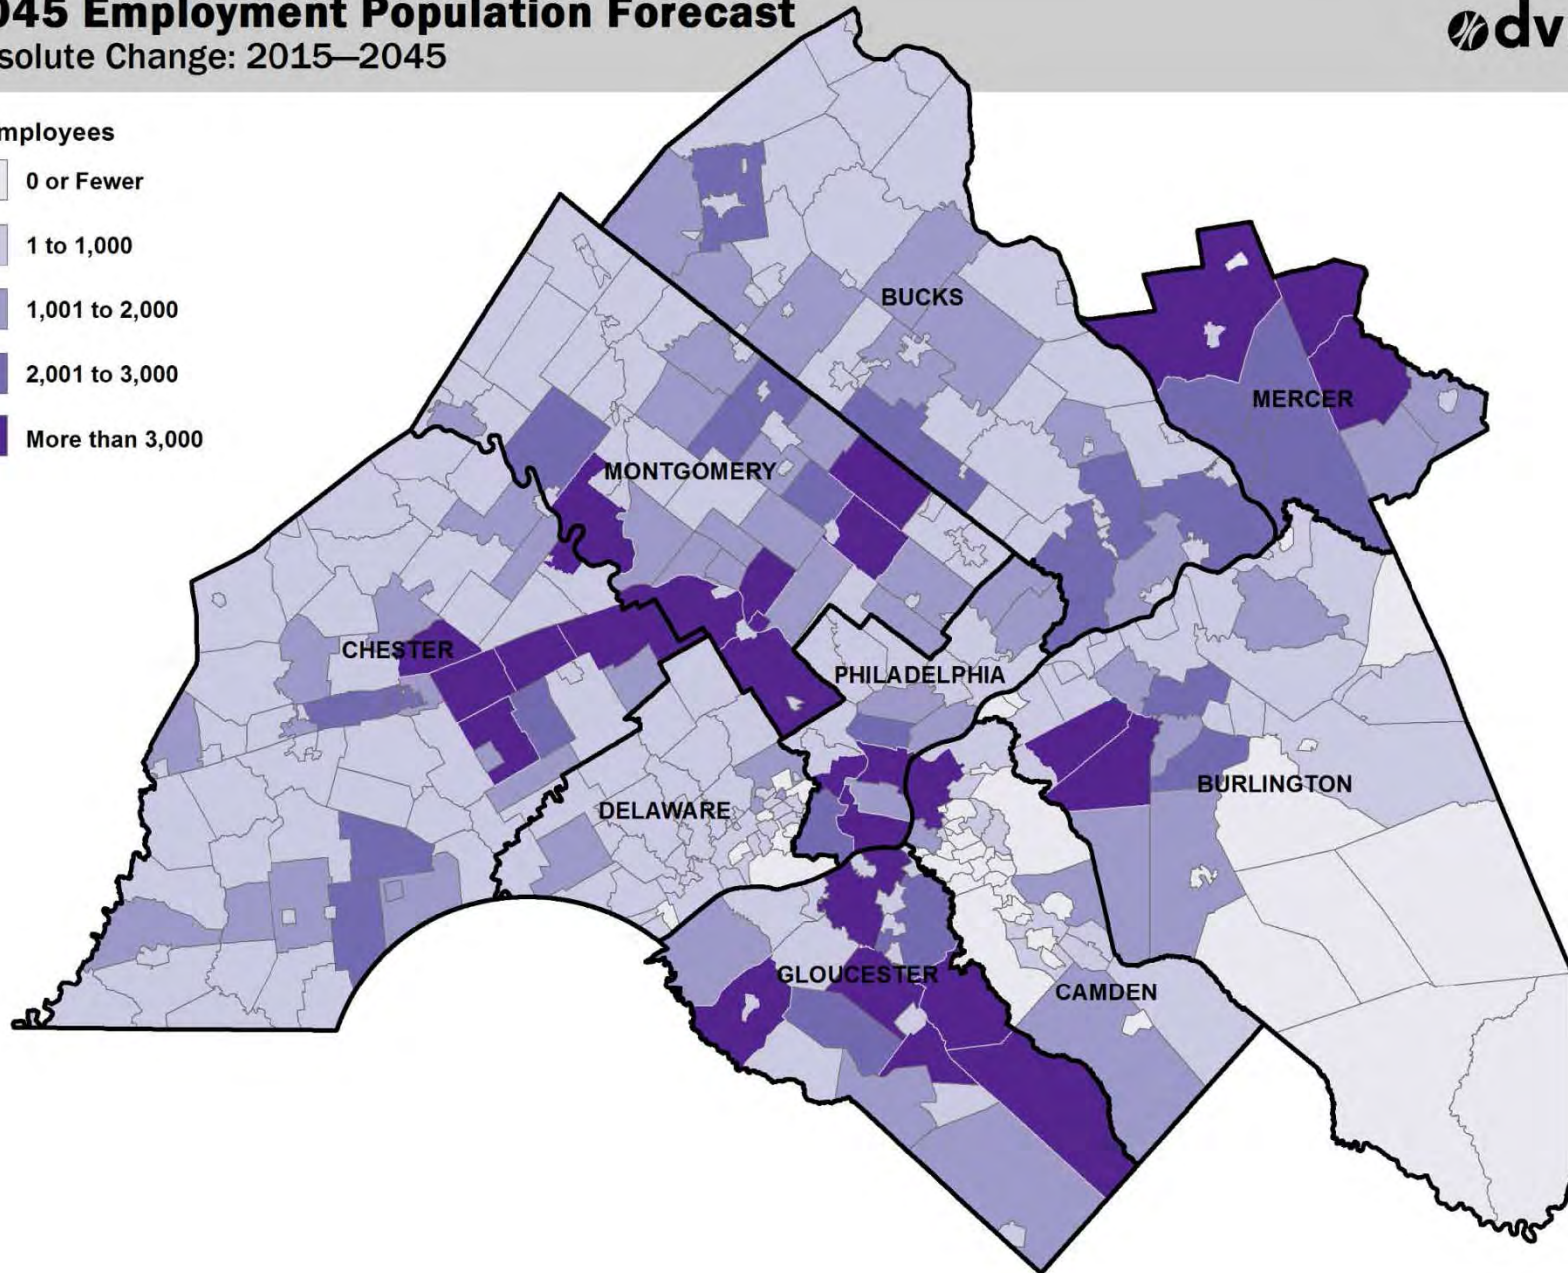 045 Employment Population Forecast
solute Change: 2015—2045
dv
mployees
0 or Fewer
1 to 1,000
1,001 to 2,000
2,001 to 3,000
More than 3,000
BUCKS
MERCER
MONTGOMERY
CHESTER
PHILADELPHIA
BURLINGTON
DELAWARE
GLOUCESTER
CAMDEN